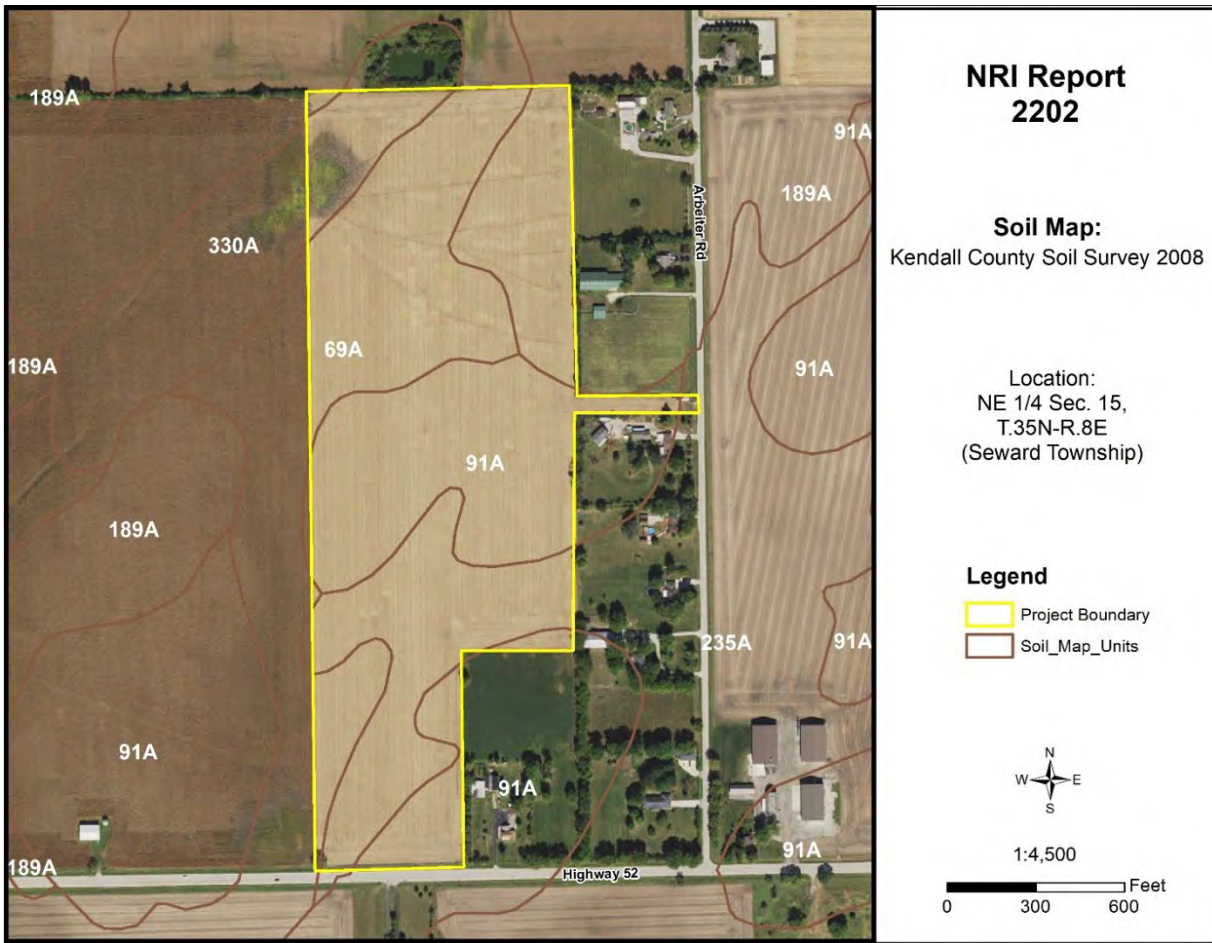 189A
91A
189A
330A
189A
69A
91A
91A
189A
235A
91A
91A
91A
91A
189A
Arbeiter Rd
Highway 52
NRI Report
2202
Soil Map:
Kendall County Soil Survey 2008
Location:
NE 1/4 Sec. 15,
T.35N-R.8E
(Seward Township)
Legend
Project Boundary
Soil_Map_Units
N
W E
S
1:4,500
Feet
0 300 600